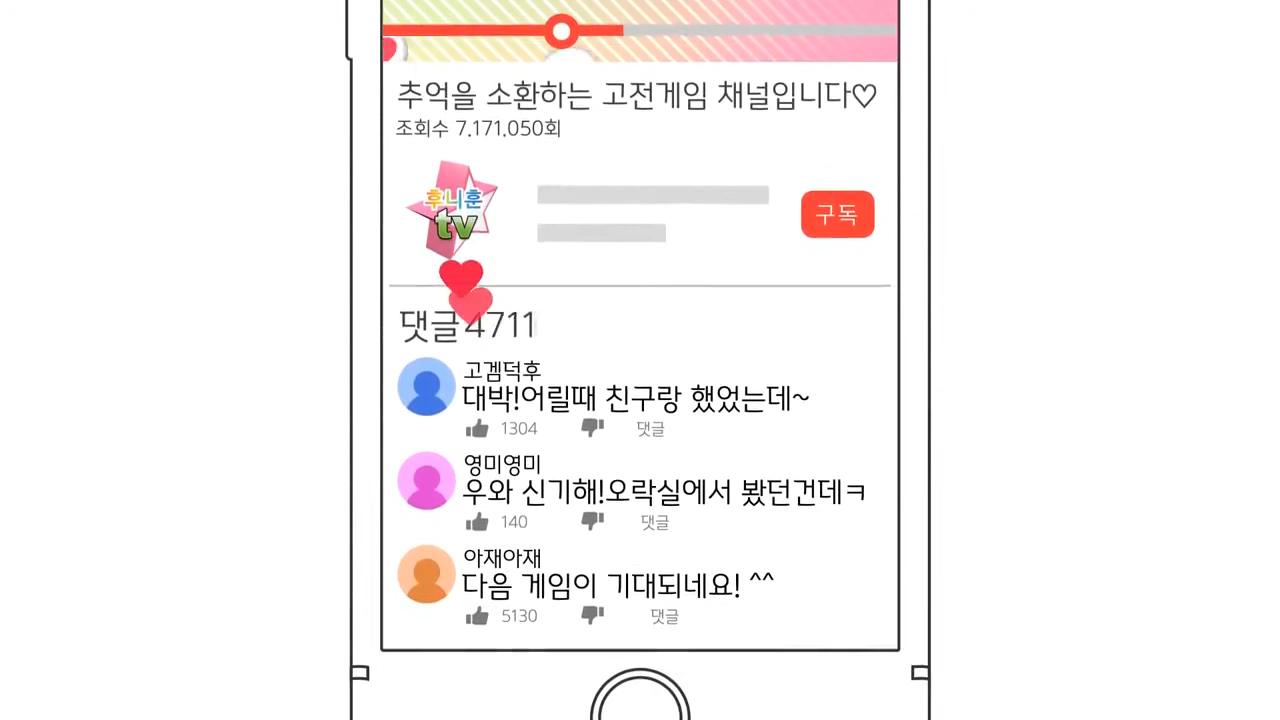 추억을 소환하는 고전게임 채널입니다♡
조회수 7,171,050회
후니훈
tv
구독
댓글4711
고겜덕후
대박!어릴때 친구랑 했었는데~
1304 댓글
영미영미
우와 신기해!오락실에서 봤던건데ㅋ
140 댓글
아재아재
다음 게임이 기대되네요! ^^
5130 댓글